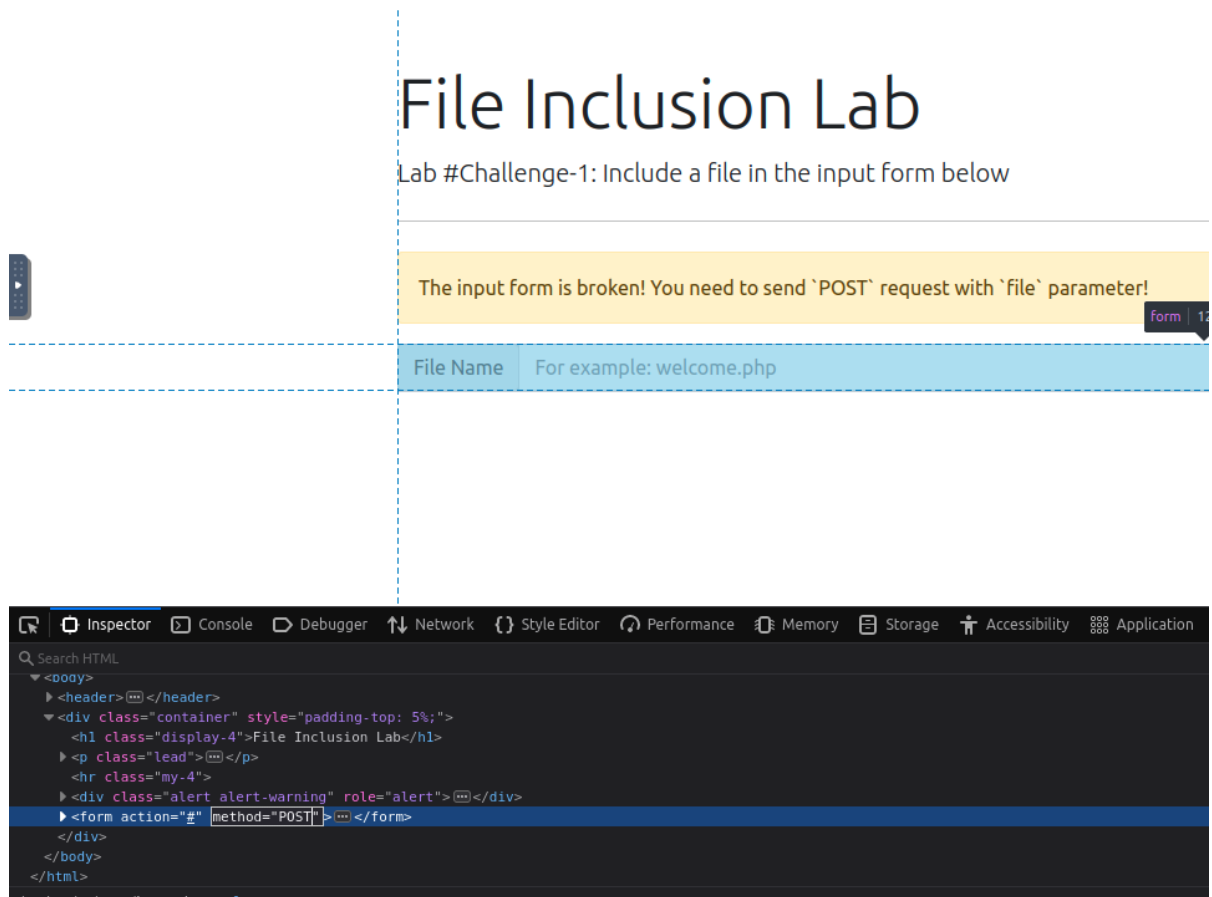 File Inclusion Lab
Lab #Challenge-1: Include a file in the input form below
The input form is broken! You need to send `POST` request with `file` parameter!
form 12
File Name For example: welcome.php
Inspector Console Debugger Network Style Editor Performance Memory Storage Accessibility Application
Search HTML
<body>
<header></header>
<div class="container" style="padding-top: 5%;">
<h1 class="display-4">File Inclusion Lab</h1>
<p class="lead"></p>
<hr class="my-4">
<div class="alert alert-warning" role="alert"></div>
<form action="#" method="POST"></form>
</div>
</body>
</html>